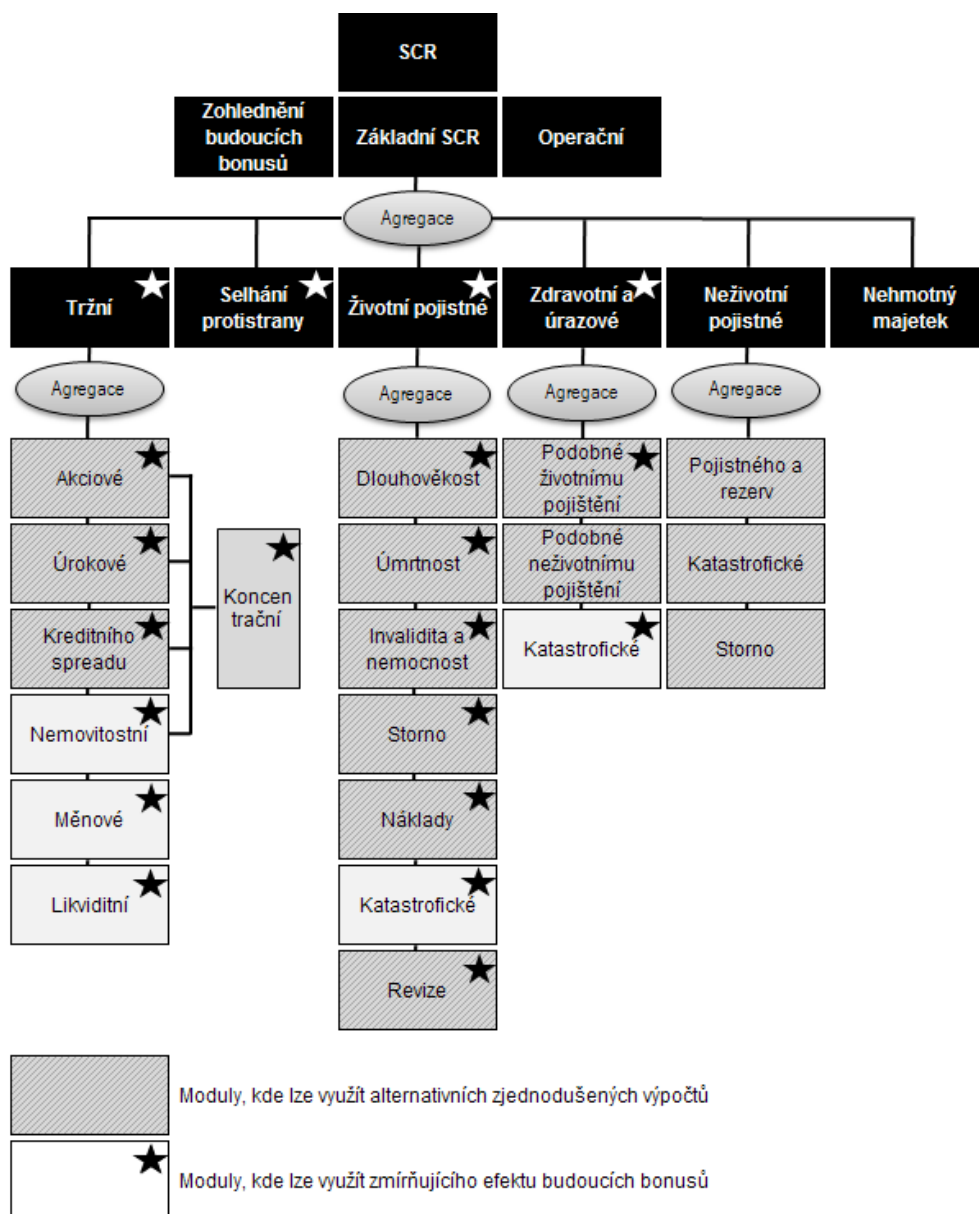 SCR
Zohlednění
budoucích
bonusů
Základní SCR
Operační
Agregace
Tržní
Selhání
protistrany
Životní pojistné
Zdravotní a
úrazové
Neživotní
pojistné
Nehmotný
majetek
Agregace
Agregace
Agregace
Agregace
Akciové
Úrokové
Kreditního
spreadu
Nemovitostní
Měnové
Likviditní
Koncen
trační
Dlouhověkost
Úmrtnost
Invalidita a
nemocnost
Storno
Náklady
Katastrofické
Revize
Podobné
životnímu
pojištění
Podobné
neživotnímu
pojištění
Katastrofické
Pojistného a
rezerv
Katastrofické
Storno
Moduly, kde lze využít alternativních zjednodušených výpočtů
Moduly, kde lze využít zmírňujícího efektu budoucích bonusů